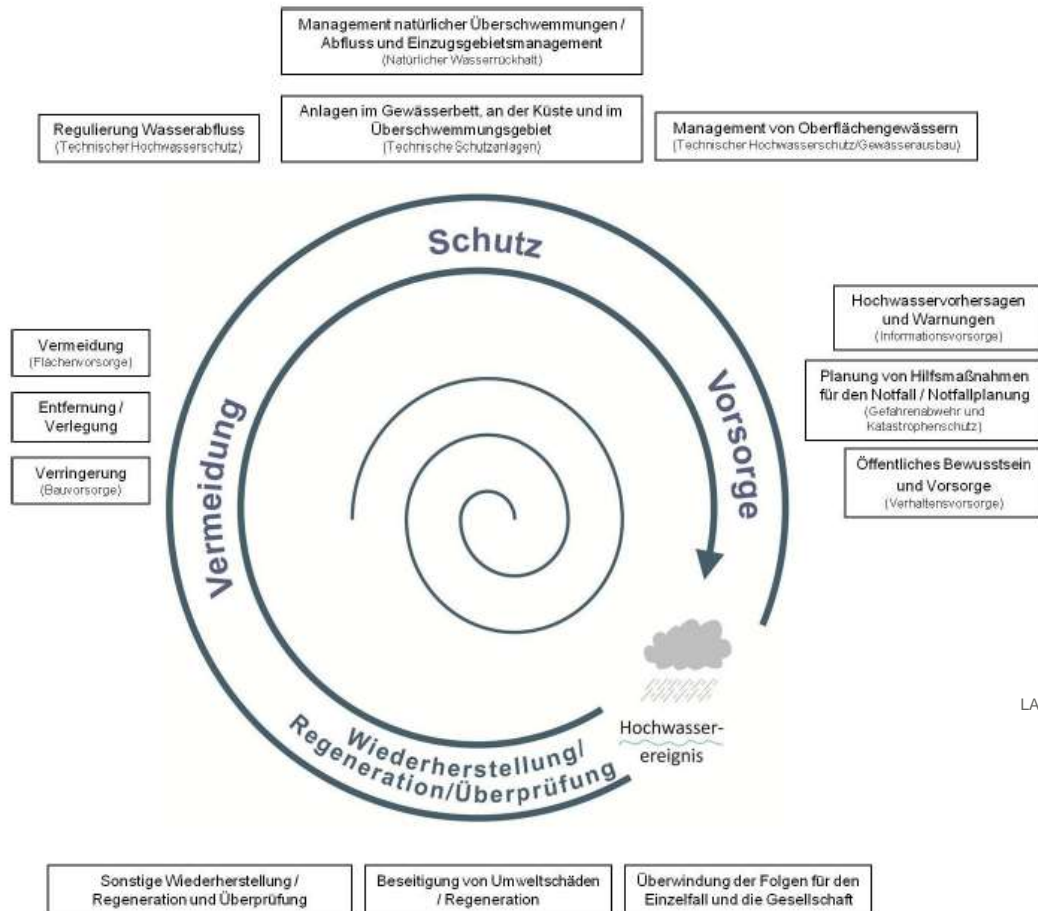 Management natürlicher Überschwemmungen /
Abfluss und Einzugsgebietsmanagement
(Natürlicher Wasserrückhalt)
Regulierung Wasserabfluss
(Technischer Hochwasserschutz)
Anlagen im Gewässerbett, an der Küste und im
Überschwemmungsgebiet
(Technische Schutzanlagen)
Management von Oberflächengewässern
(Technischer Hochwasserschutz/Gewässerausbau)
Schutz
Vorsorge
Vermeidung
Wiederherstellung/
Regeneration/Überprüfung
Hochwasser-
ereignis
Hochwasservorhersagen
und Warnungen
(Informationsvorsorge)
Planung von Hilfsmaßnahmen
für den Notfall / Notfallplanung
(Gefahrenabwehr und
Katastrophenschutz)
Öffentliches Bewusstsein
und Vorsorge
(Verhaltensvorsorge)
Vermeidung
(Flächenvorsorge)
Entfernung /
Verlegung
Verringerung
(Bauvorsorge)
LA
Sonstige Wiederherstellung /
Regeneration und Überprüfung
Beseitigung von Umweltschäden
/ Regeneration
Überwindung der Folgen für den
Einzelfall und die Gesellschaft